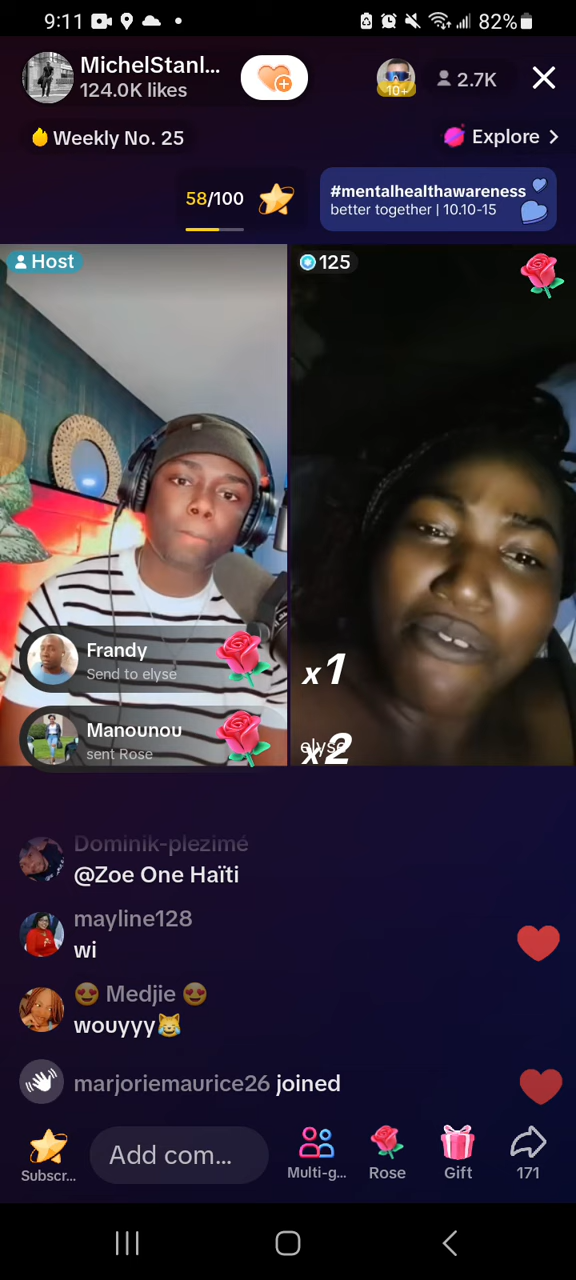 9:11
82%
MichelStanl...
124.0K likes
10+
2.7K
Weekly No. 25
Explore
58/100
#mentalhealthawareness
better together | 10.10-15
Host
125
Frandy
Send to elyse
x1
Manounou
sent Rose
elyse
x2
Dominik-plezimé
@Zoe One Haïti
mayline128
wi
😍 Medjie 😍
wouyyy😹
marjoriemaurice26 joined
Subscr...
Add com...
Multi-g...
Rose
Gift
171